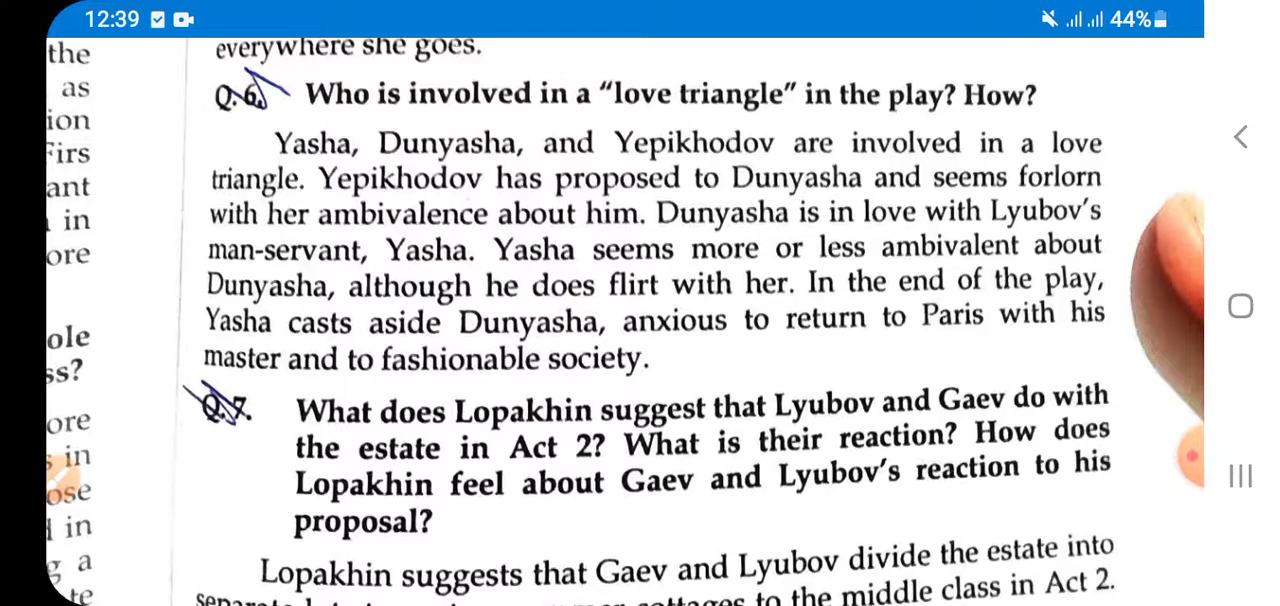 12:39
44%
the
as
ion
Firs
ant
in
ore
ole
ss?
ore
s in
ose
d in
g a
te
everywhere she goes.
Q.6. Who is involved in a “love triangle” in the play? How?
Yasha, Dunyasha, and Yepikhodov are involved in a love
triangle. Yepikhodov has proposed to Dunyasha and seems forlorn
with her ambivalence about him. Dunyasha is in love with Lyubov’s
man-servant, Yasha. Yasha seems more or less ambivalent about
Dunyasha, although he does flirt with her. In the end of the play,
Yasha casts aside Dunyasha, anxious to return to Paris with his
master and to fashionable society.
Q.7. What does Lopakhin suggest that Lyubov and Gaev do with
the estate in Act 2? What is their reaction? How does
Lopakhin feel about Gaev and Lyubov’s reaction to his
proposal?
Lopakhin suggests that Gaev and Lyubov divide the estate into
cottages to the middle class in Act 2.